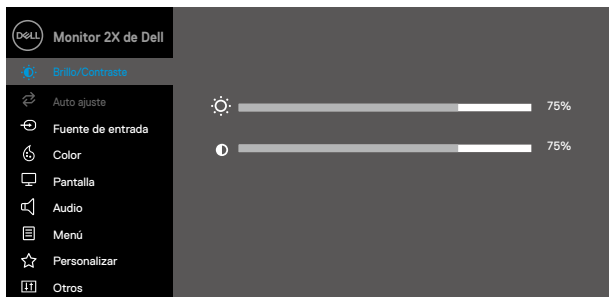 DELL Monitor 2X de Dell
Brillo/Contraste
Auto ajuste
75%
Fuente de entrada
Color
75%
Pantalla
Audio
Menú
Personalizar
Otros